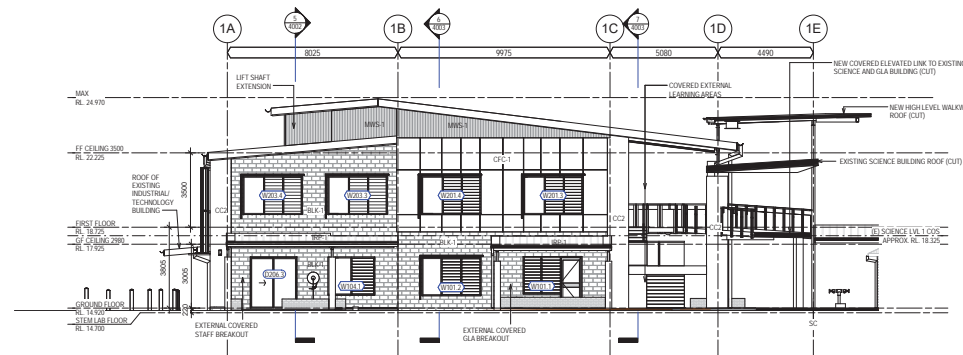 5
4002
6
4003
7
4003
1A
1B
1C
1D
1E
8025
9975
5080
4490
LIFT SHAFT
EXTENSION
COVERED EXTERNAL
LEARNING AREAS
NEW COVERED ELEVATED LINK TO EXISTING
SCIENCE AND GLA BUILDING (CUT)
MAX
RL. 24.970
NEW HIGH LEVEL WALKW
ROOF (CUT)
MWS-1
MWS-1
FF CEILING 3500
RL. 22.225
CFC-1
EXISTING SCIENCE BUILDING ROOF (CUT)
ROOF OF
EXISTING
INDUSTRIAL/
TECHNOLOGY
BUILDING
3500
W203.4
W203.3
W201.4
W201.3
CC2
BLK-1
CC2
CC2
FIRST FLOOR
RL. 18.725
GF CEILING 2980
RL. 17.925
IRP-1
BLK-1
IRP-1
(E) SCIENCE LVL 1 COS
APPROX. RL. 18.325
3805
3005
BLK-1
D206.3
W104.1
W101.2
W101.1
GROUND FLOOR
RL. 14.920
STEM LAB FLOOR
RL. 14.700
220
EXTERNAL COVERED
STAFF BREAKOUT
EXTERNAL COVERED
GLA BREAKOUT
SC